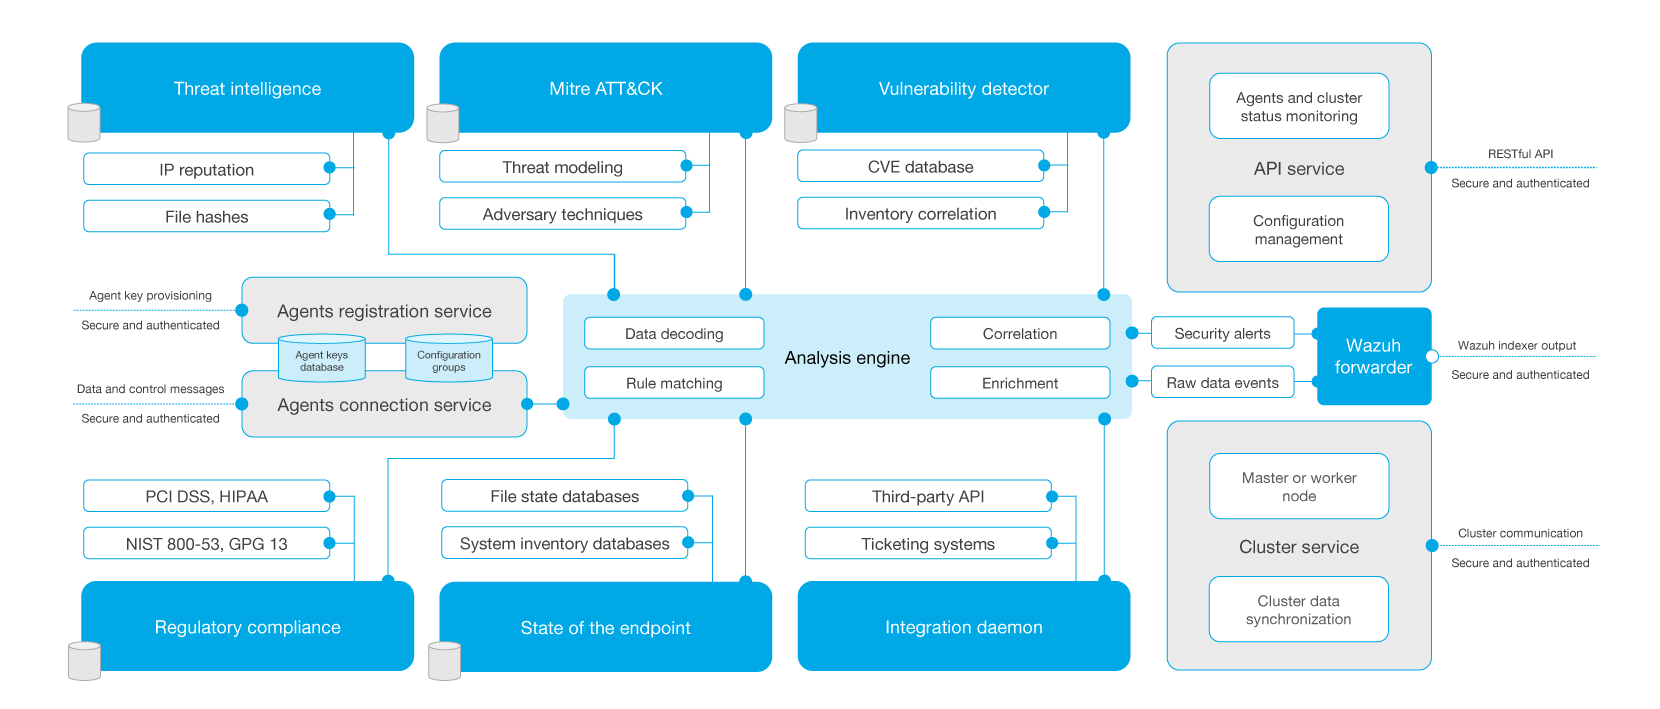 Threat intelligence
IP reputation
File hashes
Mitre ATT&CK
Threat modeling
Adversary techniques
Vulnerability detector
CVE database
Inventory correlation
Agents and cluster
status monitoring
API service
Configuration
management
RESTful API
Secure and authenticated
Agent key provisioning
Secure and authenticated
Agents registration service
Agent keys
database
Configuration
groups
Data and control messages
Secure and authenticated
Agents connection service
Data decoding
Rule matching
Analysis engine
Correlation
Enrichment
Security alerts
Raw data events
Wazuh
forwarder
Wazuh indexer output
Secure and authenticated
PCI DSS, HIPAA
NIST 800-53, GPG 13
Regulatory compliance
File state databases
System inventory databases
State of the endpoint
Third-party API
Ticketing systems
Integration daemon
Master or worker
node
Cluster service
Cluster data
synchronization
Cluster communication
Secure and authenticated